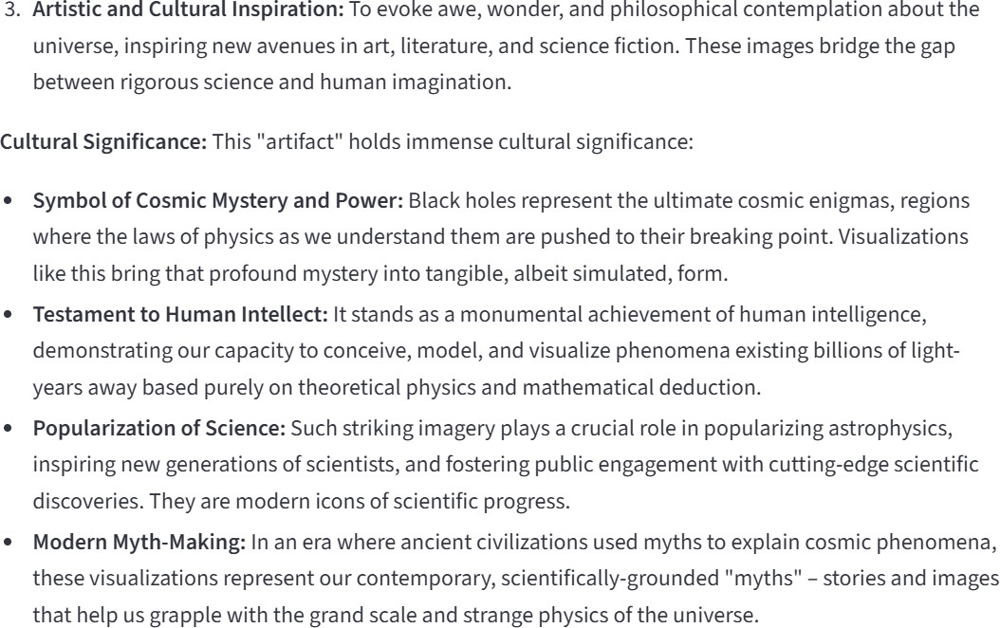 3. Artistic and Cultural Inspiration: To evoke awe, wonder, and philosophical contemplation about the
universe, inspiring new avenues in art, literature, and science fiction. These images bridge the gap
between rigorous science and human imagination.
Cultural Significance: This "artifact" holds immense cultural significance:
• Symbol of Cosmic Mystery and Power: Black holes represent the ultimate cosmic enigmas, regions
where the laws of physics as we understand them are pushed to their breaking point. Visualizations
like this bring that profound mystery into tangible, albeit simulated, form.
• Testament to Human Intellect: It stands as a monumental achievement of human intelligence,
demonstrating our capacity to conceive, model, and visualize phenomena existing billions of light-
years away based purely on theoretical physics and mathematical deduction.
• Popularization of Science: Such striking imagery plays a crucial role in popularizing astrophysics,
inspiring new generations of scientists, and fostering public engagement with cutting-edge scientific
discoveries. They are modern icons of scientific progress.
• Modern Myth-Making: In an era where ancient civilizations used myths to explain cosmic phenomena,
these visualizations represent our contemporary, scientifically-grounded "myths" – stories and images
that help us grapple with the grand scale and strange physics of the universe.